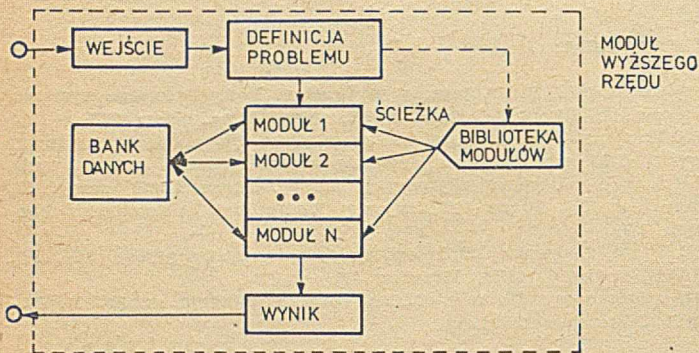 WEJŚCIE
DEFINICJA
PROBLEMU
MODUŁ
WYŻSZEGO
RZĘDU
BANK
DANYCH
MODUŁ 1
MODUŁ 2
•••
MODUŁ N
ŚCIEŻKA
BIBLIOTEKA
MODUŁÓW
WYNIK